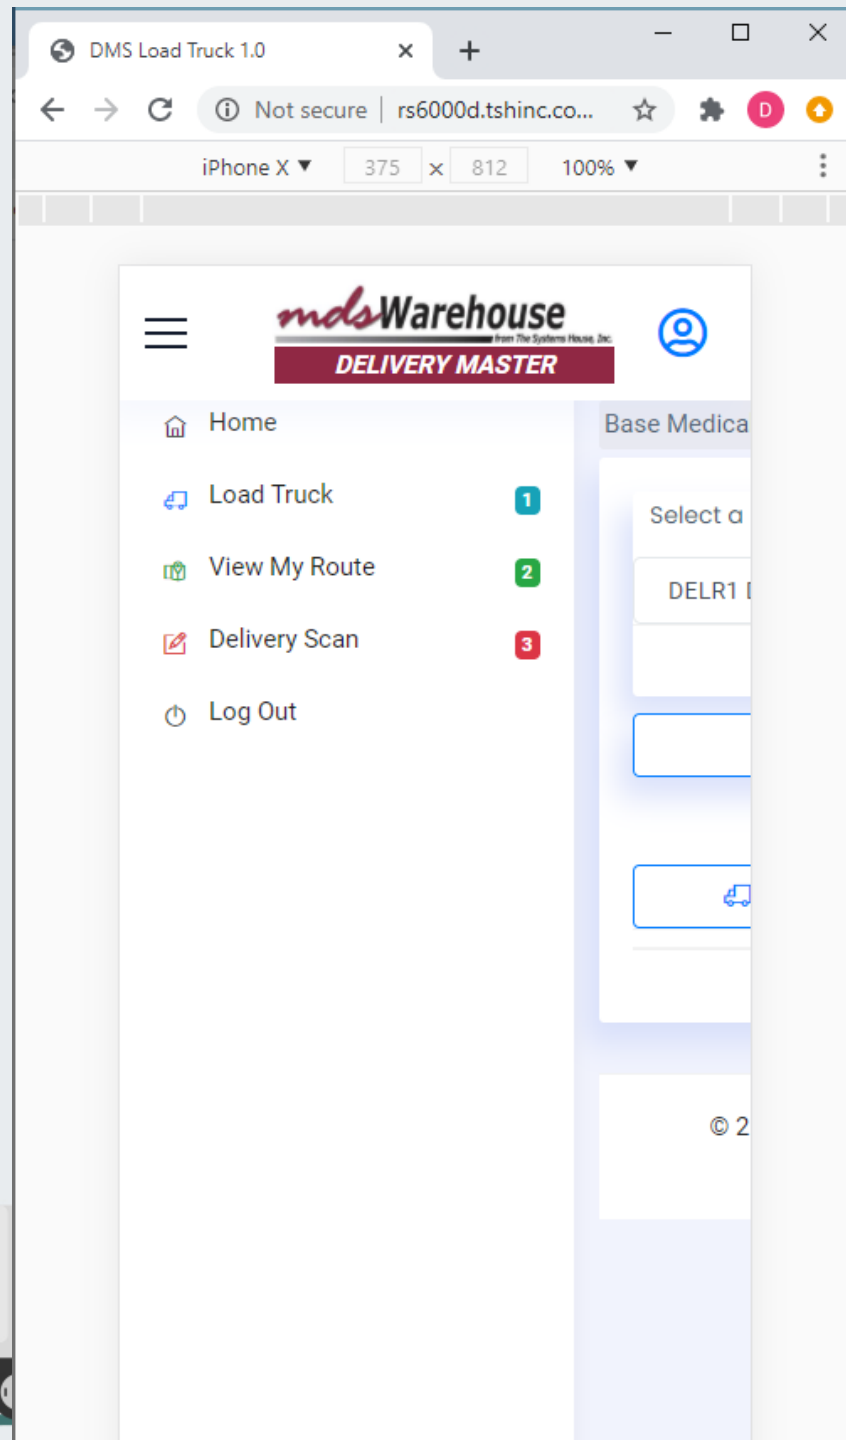 DMS Load Truck 1.0
Not secure | rs6000d.tshinc.co...
D
iPhone X ▼ 375 × 812 100% ▼
mdsWarehouse
from The Systems House, Inc.
DELIVERY MASTER
Home
Base Medica
Load Truck 1
Select a
View My Route 2
DELR1 D
Delivery Scan 3
Log Out
© 2